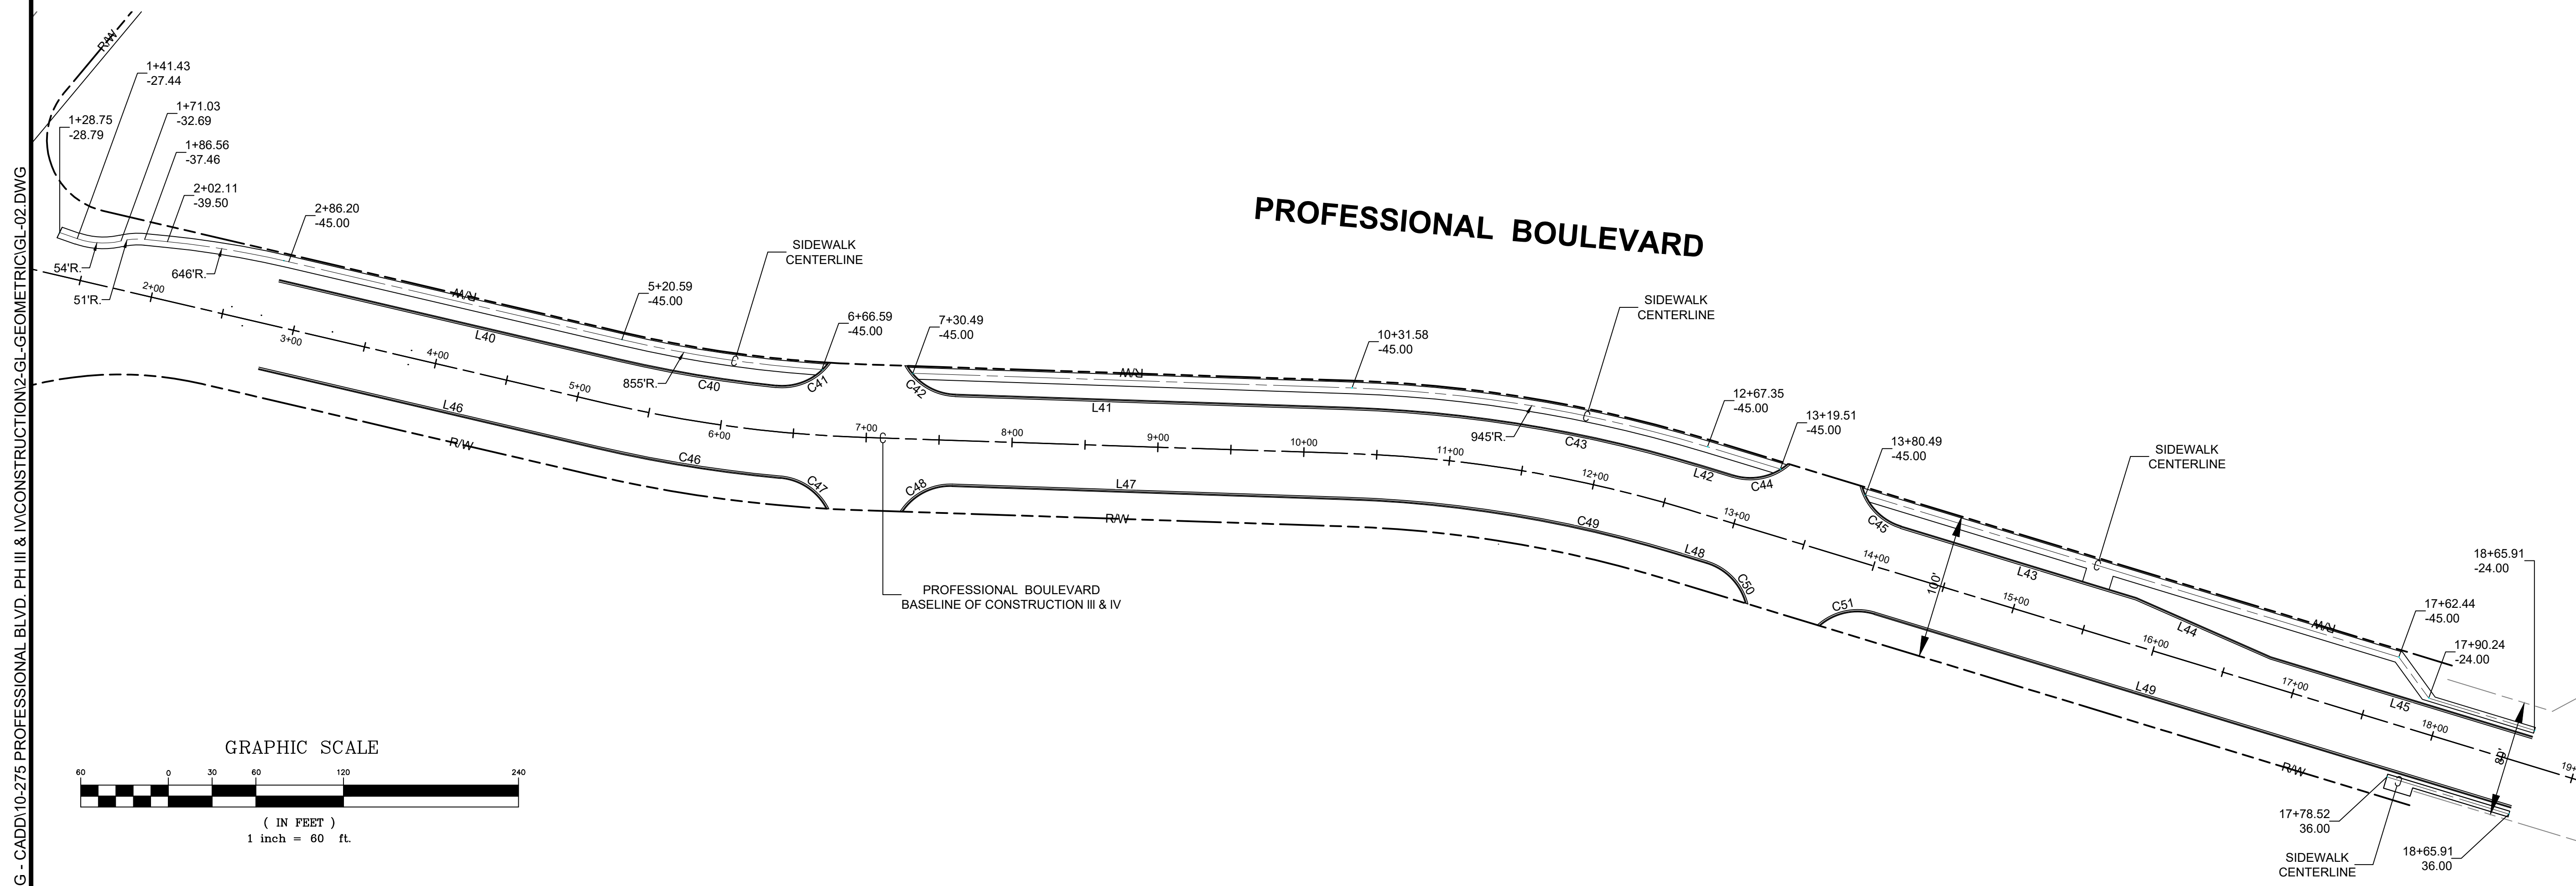 G - CADD\10-275 PROFESSIONAL BLVD. PH III & IV\CONSTRUCTION\2-GL-GEOMETRIC\GL-02.DWG
R/W
1+41.43
-27.44
1+28.75
-28.79
1+71.03
-32.69
1+86.56
-37.46
2+02.11
-39.50
2+86.20
-45.00
54'R.
51'R.
646'R.
2+00
3+00
4+00
5+00
6+00
7+00
8+00
9+00
10+00
11+00
12+00
13+00
14+00
15+00
16+00
17+00
18+00
19+
R/W
L40
5+20.59
-45.00
SIDEWALK
CENTERLINE
855'R.
C40
C41
6+66.59
-45.00
7+30.49
-45.00
C42
R/W
L41
PROFESSIONAL BOULEVARD
10+31.58
-45.00
SIDEWALK
CENTERLINE
945'R.
C43
12+67.35
-45.00
L42
C44
13+19.51
-45.00
13+80.49
-45.00
C45
100'
SIDEWALK
CENTERLINE
L43
L44
R/W
18+65.91
-24.00
17+62.44
-45.00
17+90.24
-24.00
L45
68'
L46
R/W
C46
C47
C48
L47
R/W
C49
L48
C50
C51
L49
R/W
PROFESSIONAL BOULEVARD
BASELINE OF CONSTRUCTION III & IV
17+78.52
36.00
18+65.91
36.00
SIDEWALK
CENTERLINE
GRAPHIC SCALE
60 0 30 60 120 240
( IN FEET )
1 inch = 60 ft.